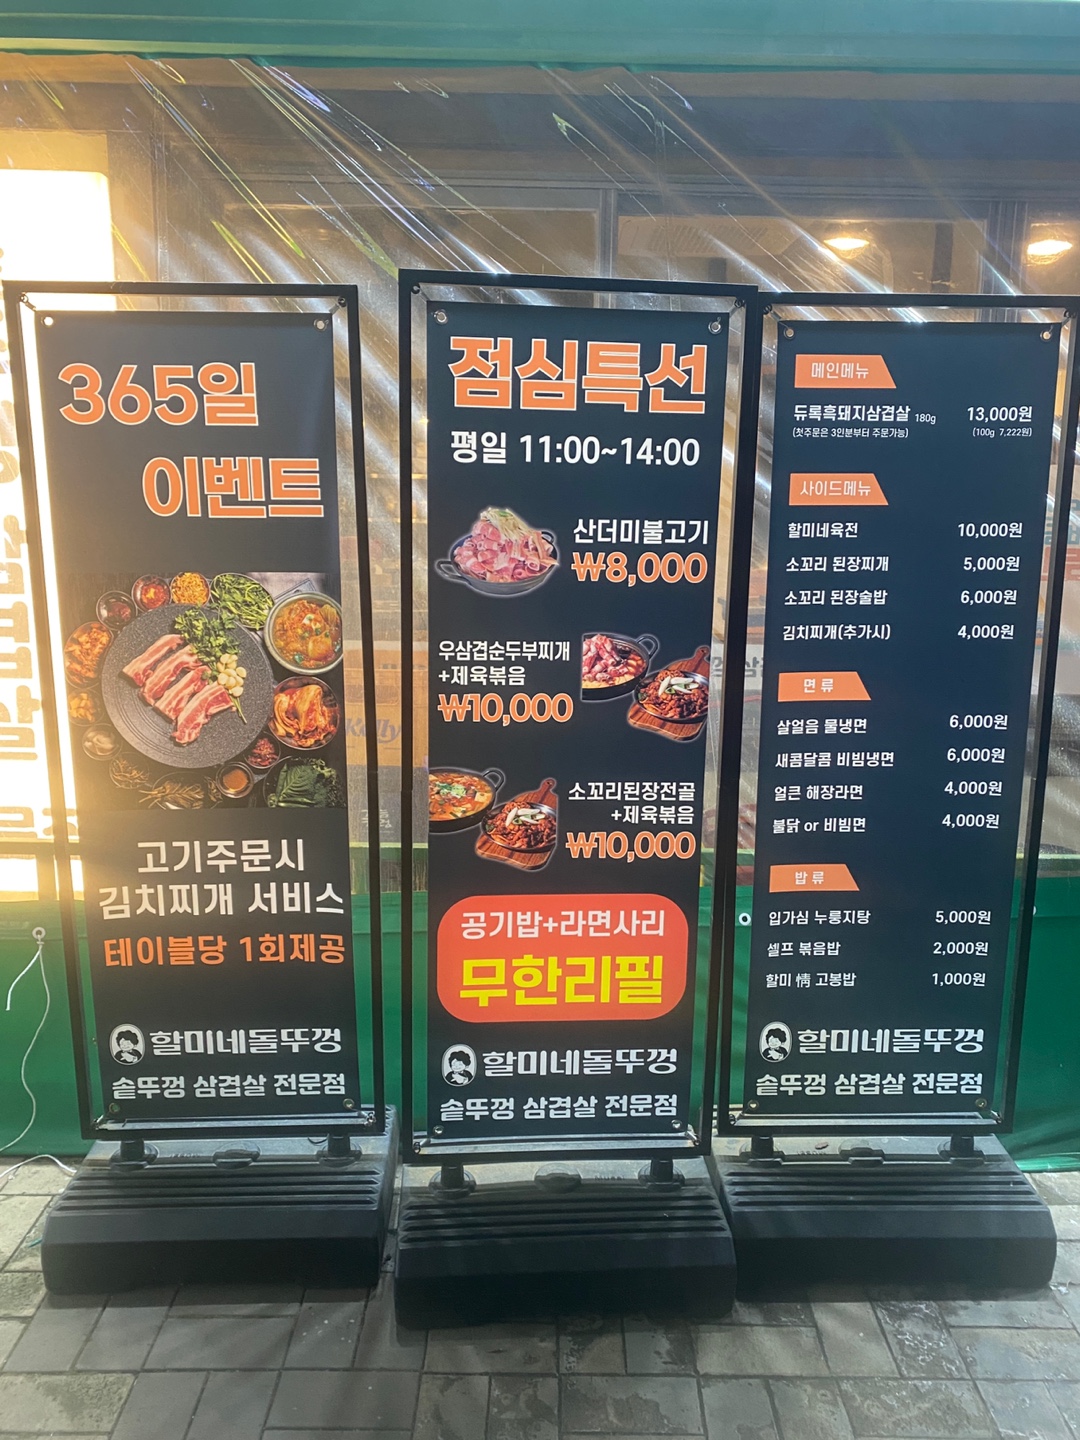 365일
이벤트
고기주문시
김치찌개 서비스
테이블당 1회제공
할미네돌뚜껑
솥뚜껑 삼겹살 전문점
점심특선
평일 11:00~14:00
산더미불고기
₩8,000
우삼겹순두부찌개
+제육볶음
₩10,000
소꼬리된장전골
+제육볶음
₩10,000
공기밥+라면사리
무한리필
할미네돌뚜껑
솥뚜껑 삼겹살 전문점
메인메뉴
듀록흑돼지삼겹살 180g 13,000원
(첫주문은 3인분부터 주문가능) (100g 7,222원)
사이드메뉴
할미네육전 10,000원
소꼬리 된장찌개 5,000원
소꼬리 된장술밥 6,000원
김치찌개(추가시) 4,000원
면 류
살얼음 물냉면 6,000원
새콤달콤 비빔냉면 6,000원
얼큰 해장라면 4,000원
불닭 or 비빔면 4,000원
밥 류
입가심 누룽지탕 5,000원
셀프 볶음밥 2,000원
할미 情 고봉밥 1,000원
할미네돌뚜껑
솥뚜껑 삼겹살 전문점
Kelly